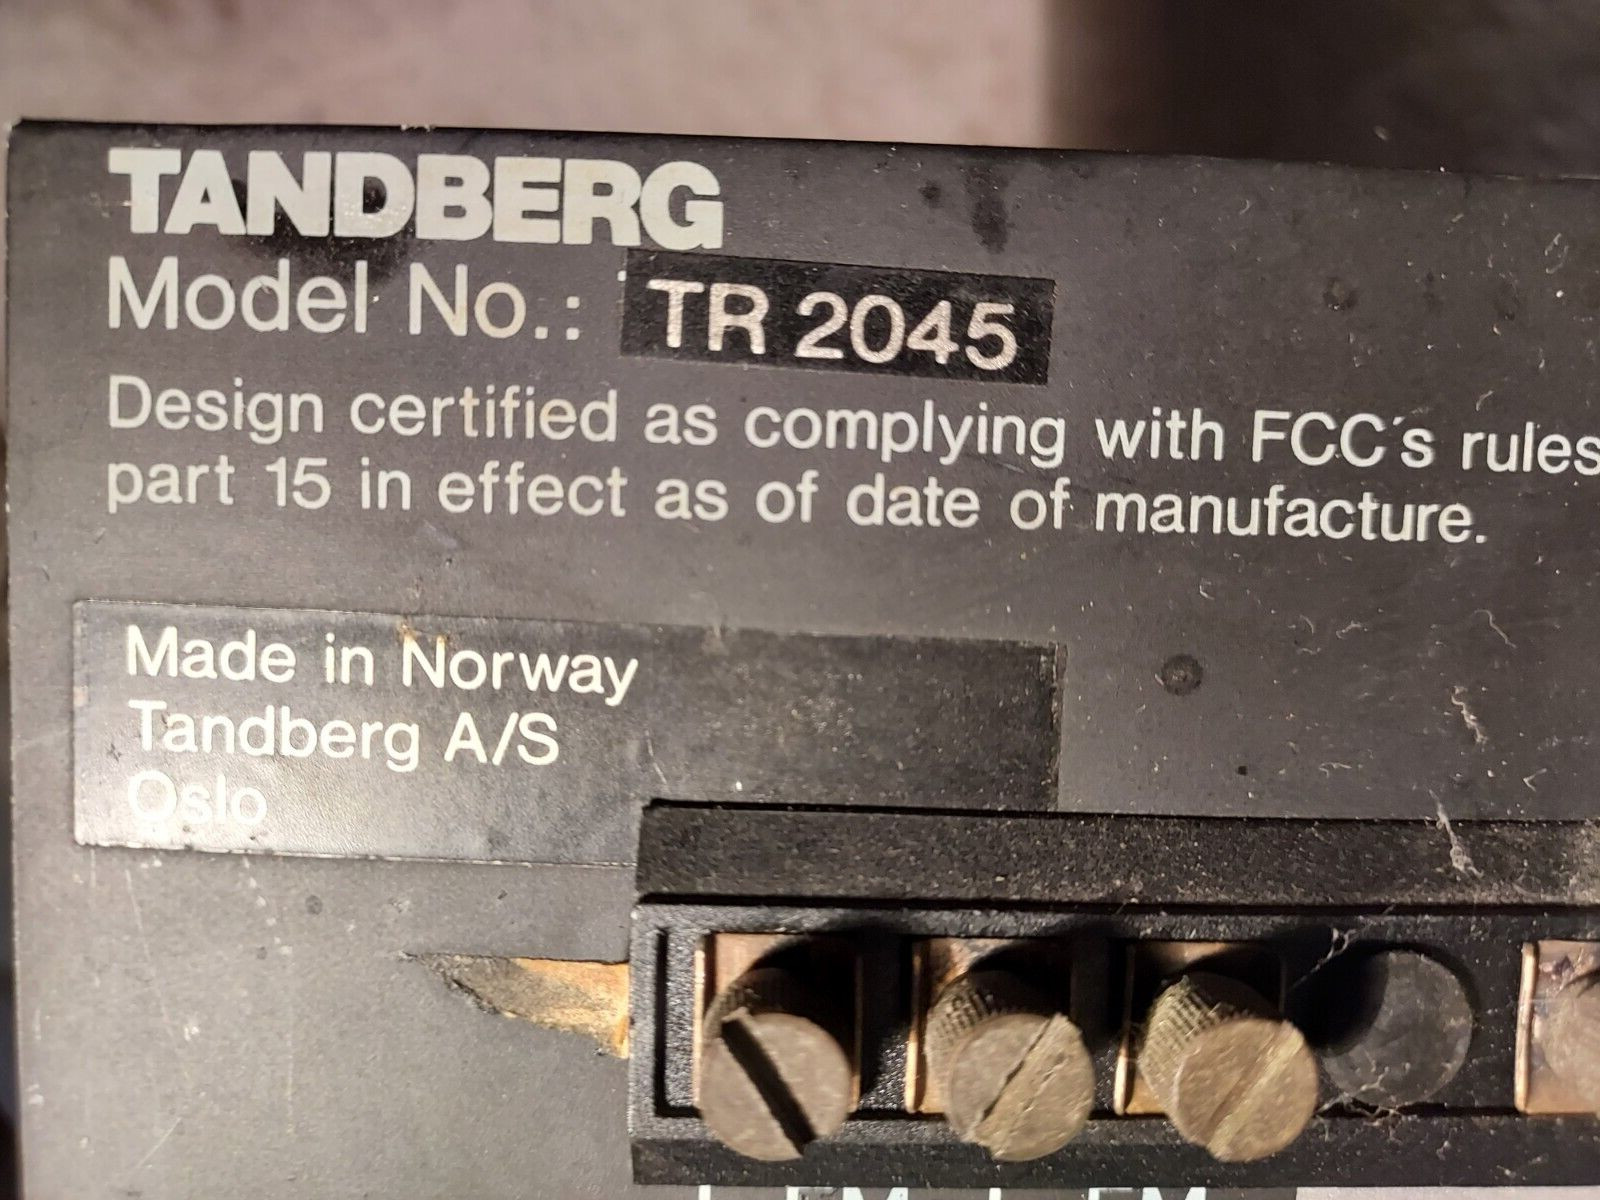 TANDBERG
Model No.: TR 2045
Design certified as complying with FCC´s rules
part 15 in effect as of date of manufacture.
Made in Norway
Tandberg A/S
Oslo